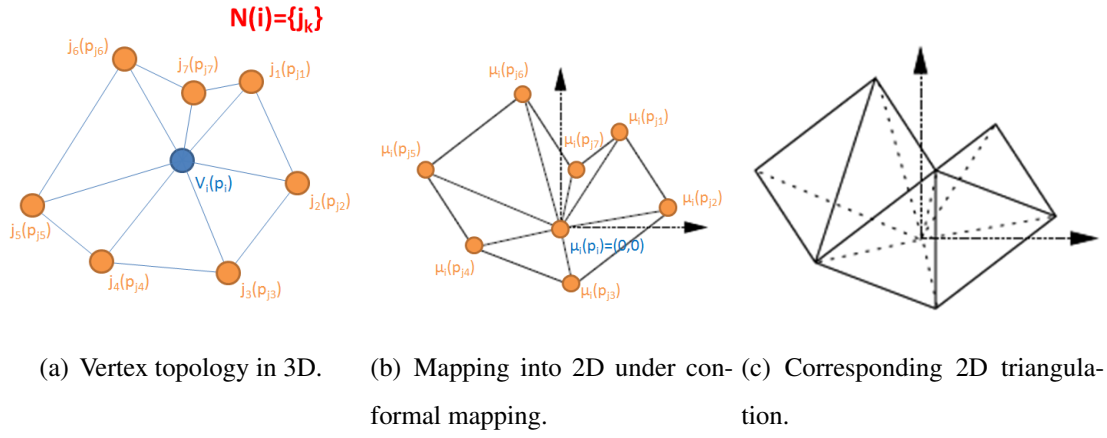 N(i)={jₖ}
j₆(pⱼ₆)
j₇(pⱼ₇)
j₁(pⱼ₁)
Vᵢ(pᵢ)
j₂(pⱼ₂)
j₅(pⱼ₅)
j₄(pⱼ₄)
j₃(pⱼ₃)
μᵢ(pⱼ₆)
μᵢ(pⱼ₁)
μᵢ(pⱼ₇)
μᵢ(pⱼ₅)
μᵢ(pⱼ₂)
μᵢ(pᵢ)=(0,0)
μᵢ(pⱼ₄)
μᵢ(pⱼ₃)
(a) Vertex topology in 3D.
(b) Mapping into 2D under con-
formal mapping.
(c) Corresponding 2D triangula-
tion.